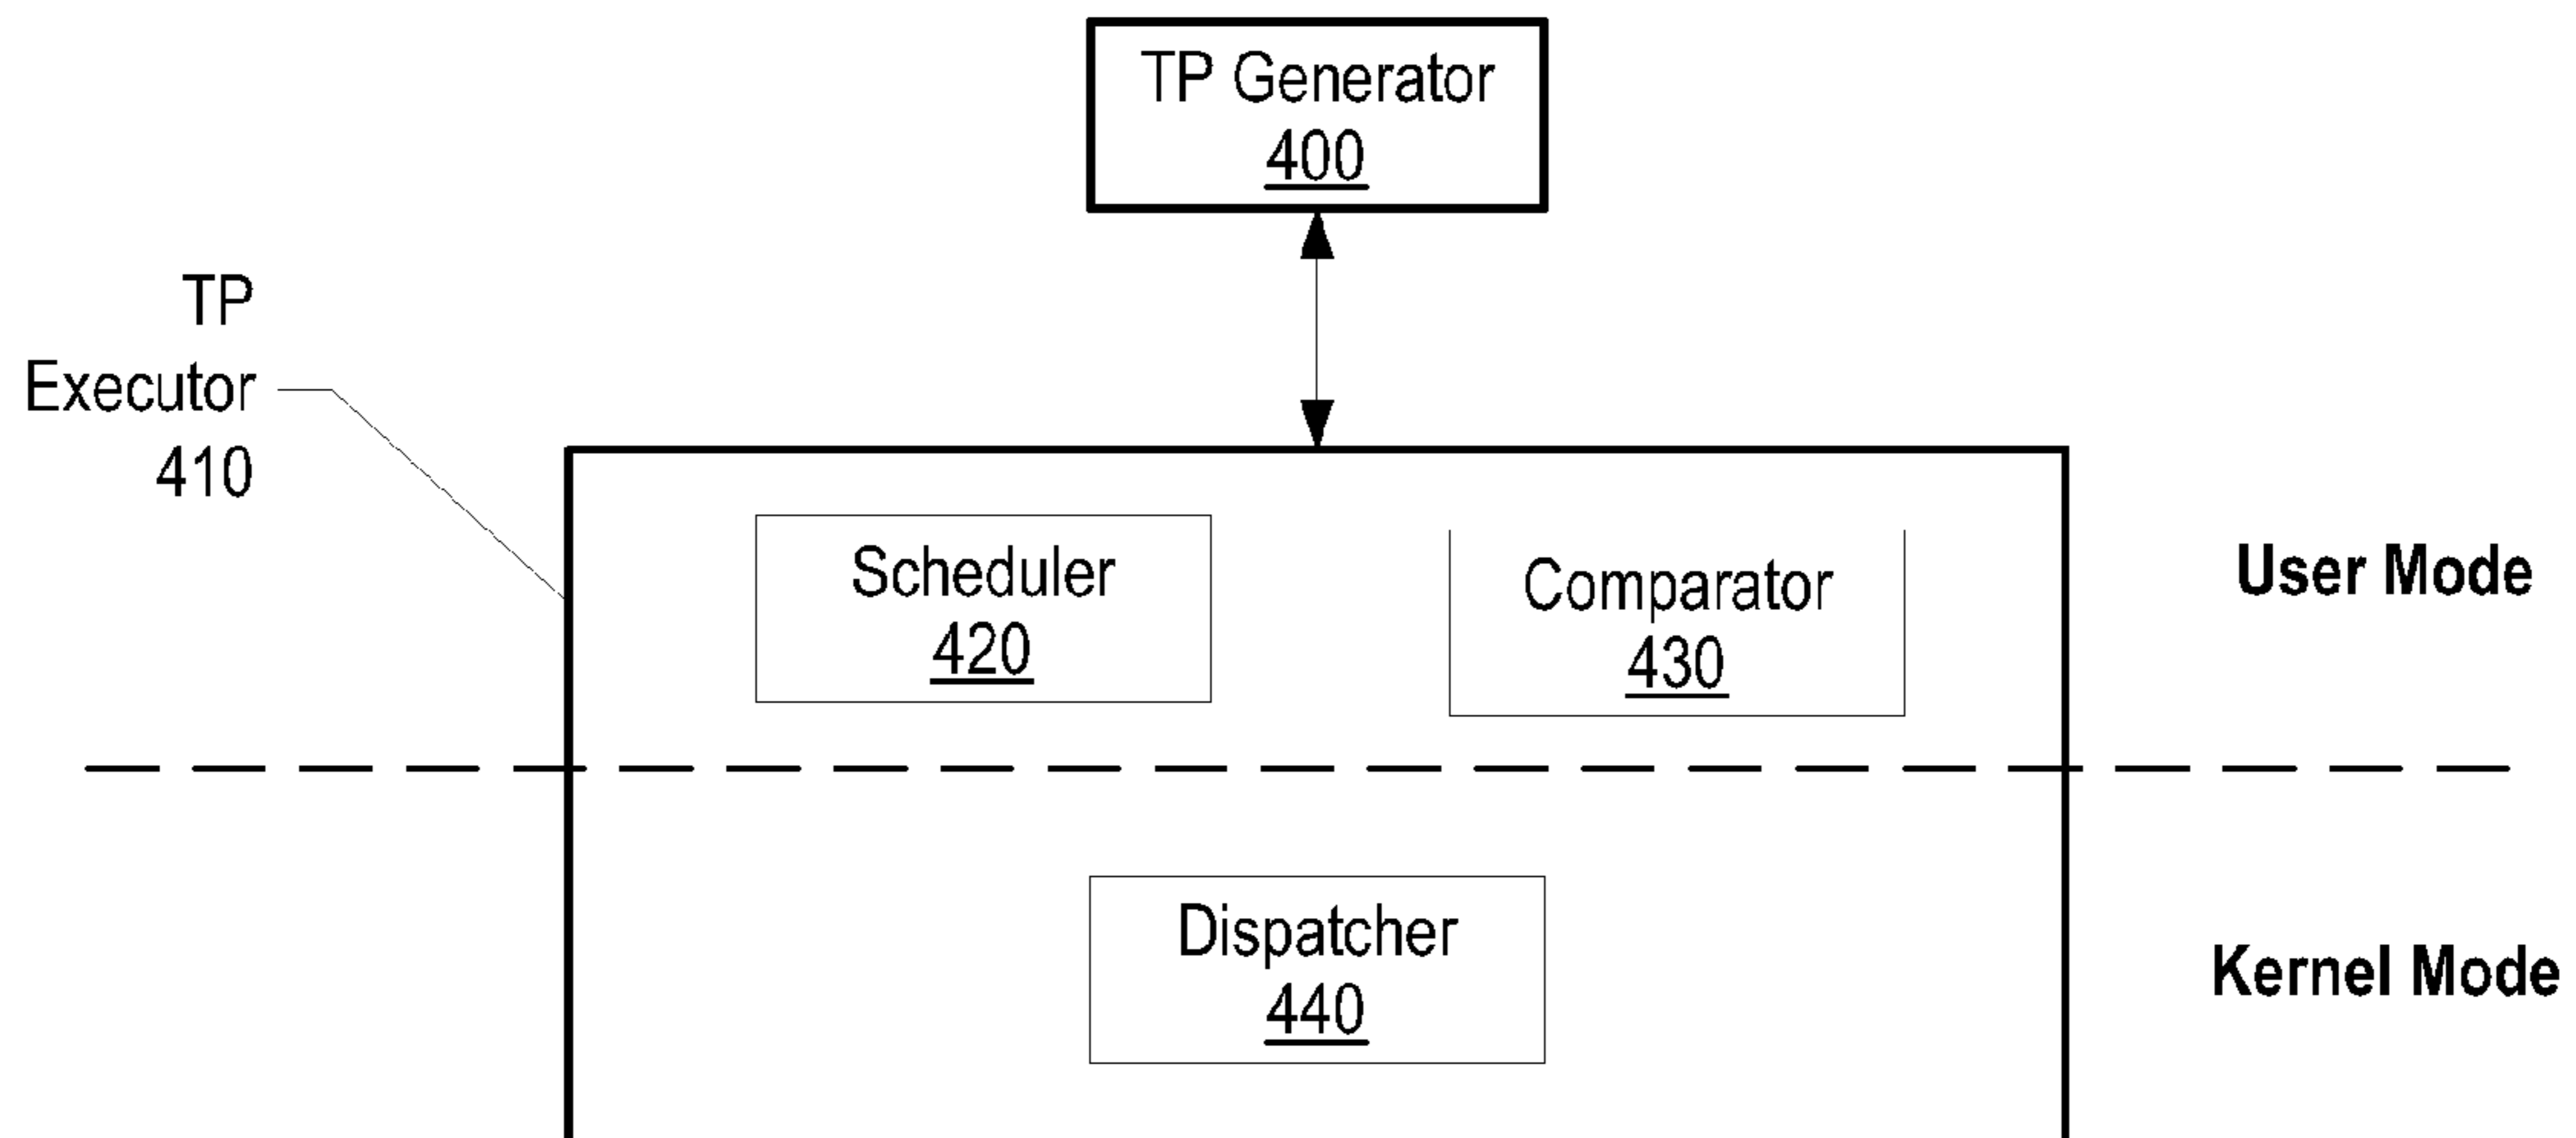 TP Generator
400
TP
Executor
410
Scheduler
420
Comparator
430
User Mode
Dispatcher
440
Kernel Mode